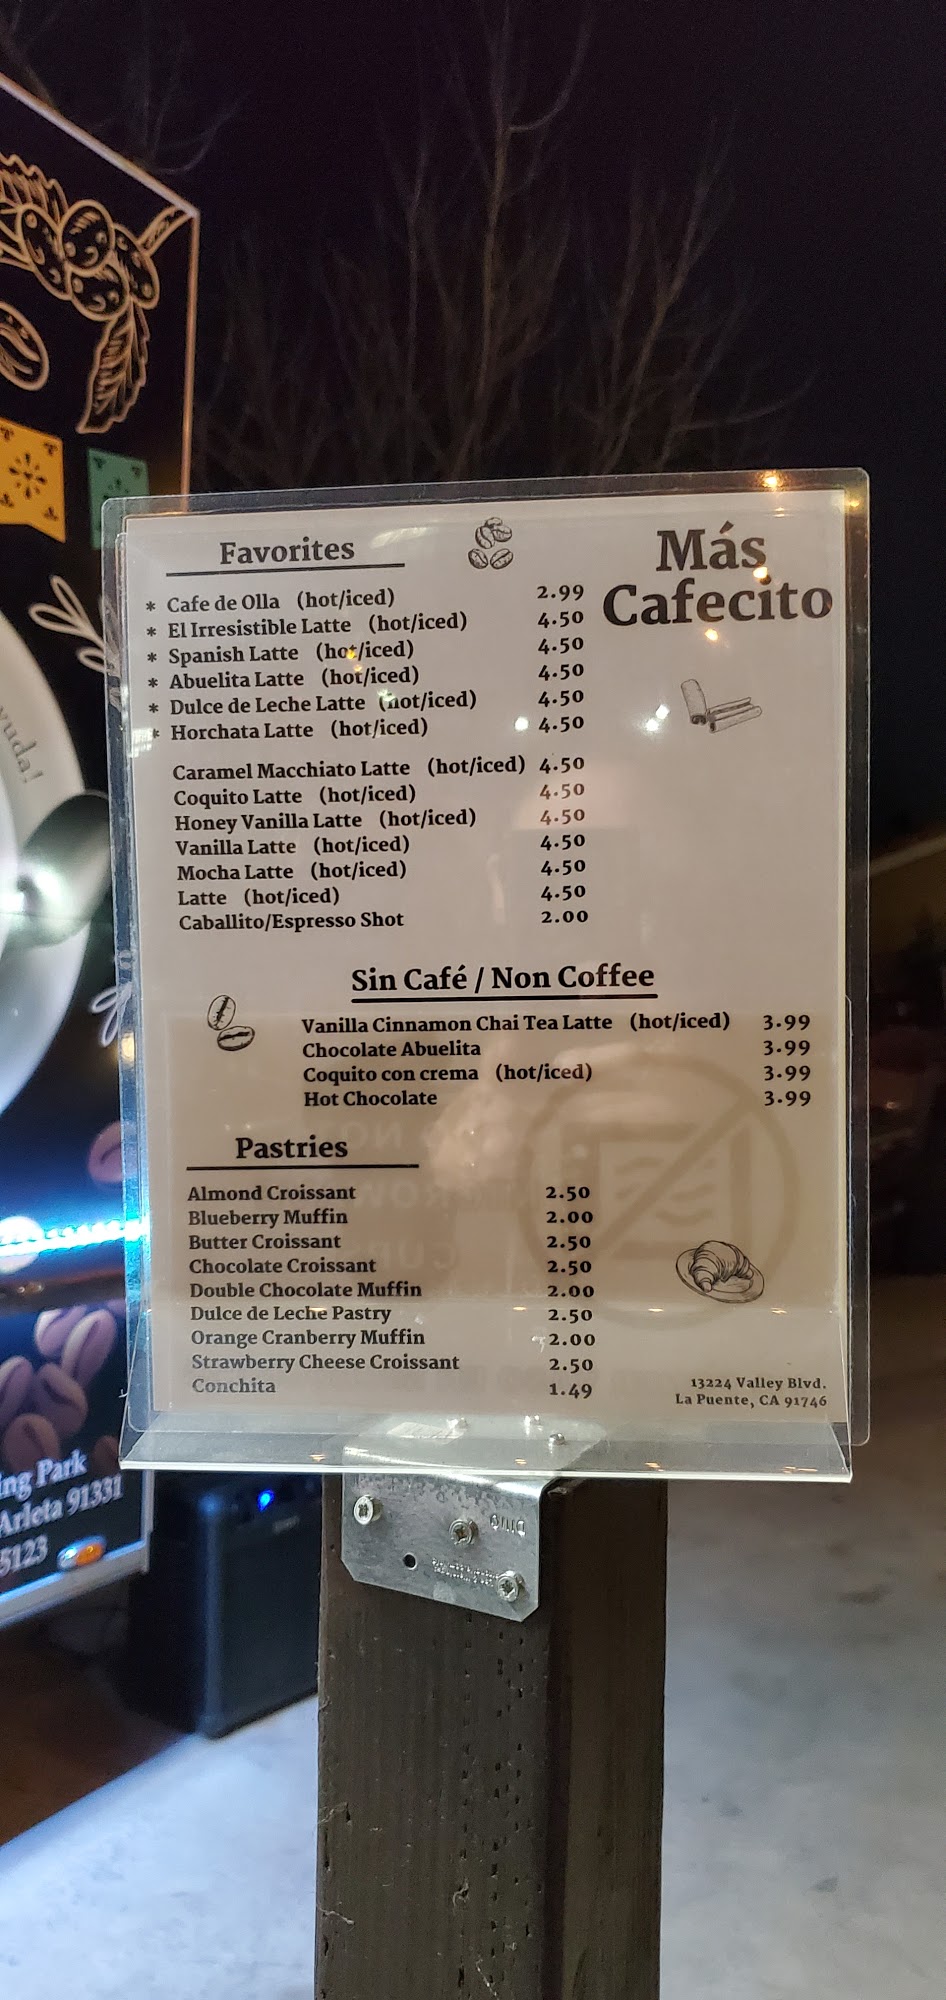 Más
Cafecito
Favorites
* Cafe de Olla (hot/iced) 2.99
* El Irresistible Latte (hot/iced) 4.50
* Spanish Latte (hot/iced) 4.50
* Abuelita Latte (hot/iced) 4.50
* Dulce de Leche Latte (hot/iced) 4.50
* Horchata Latte (hot/iced) 4.50
Caramel Macchiato Latte (hot/iced) 4.50
Coquito Latte (hot/iced) 4.50
Honey Vanilla Latte (hot/iced) 4.50
Vanilla Latte (hot/iced) 4.50
Mocha Latte (hot/iced) 4.50
Latte (hot/iced) 4.50
Caballito/Espresso Shot 2.00
Sin Café / Non Coffee
Vanilla Cinnamon Chai Tea Latte (hot/iced) 3.99
Chocolate Abuelita 3.99
Coquito con crema (hot/iced) 3.99
Hot Chocolate 3.99
Pastries
Almond Croissant 2.50
Blueberry Muffin 2.00
Butter Croissant 2.50
Chocolate Croissant 2.50
Double Chocolate Muffin 2.00
Dulce de Leche Pastry 2.50
Orange Cranberry Muffin 2.00
Strawberry Cheese Croissant 2.50
Conchita 1.49
13224 Valley Blvd.
La Puente, CA 91746
yuda!
ing Park
Arleta 91331
5123